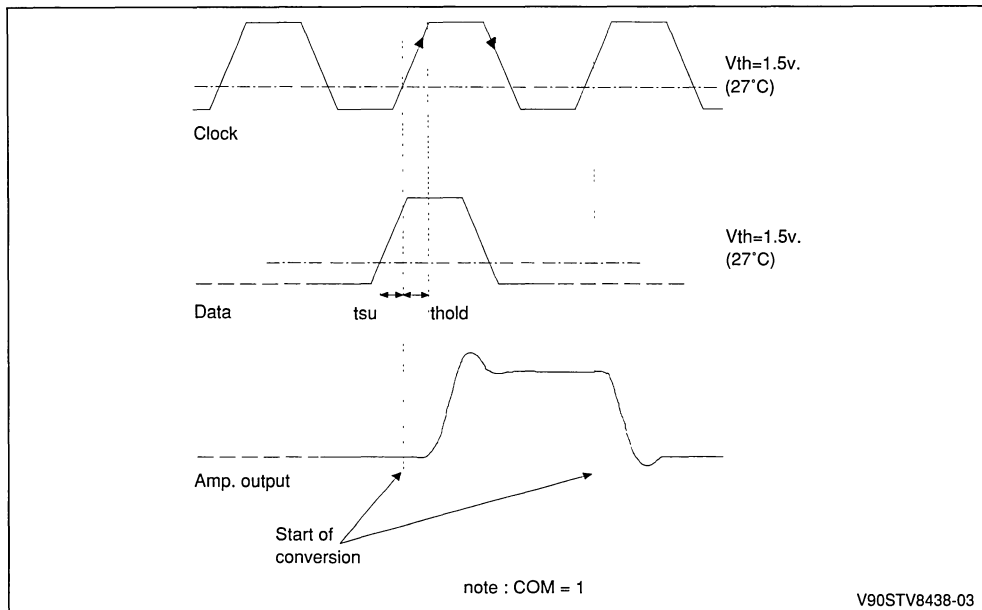 Vth=1.5v.
(27°C)
Clock
Vth=1.5v.
(27°C)
Data
tsu
thold
Amp. output
Start of
conversion
note : COM = 1
V90STV8438-03